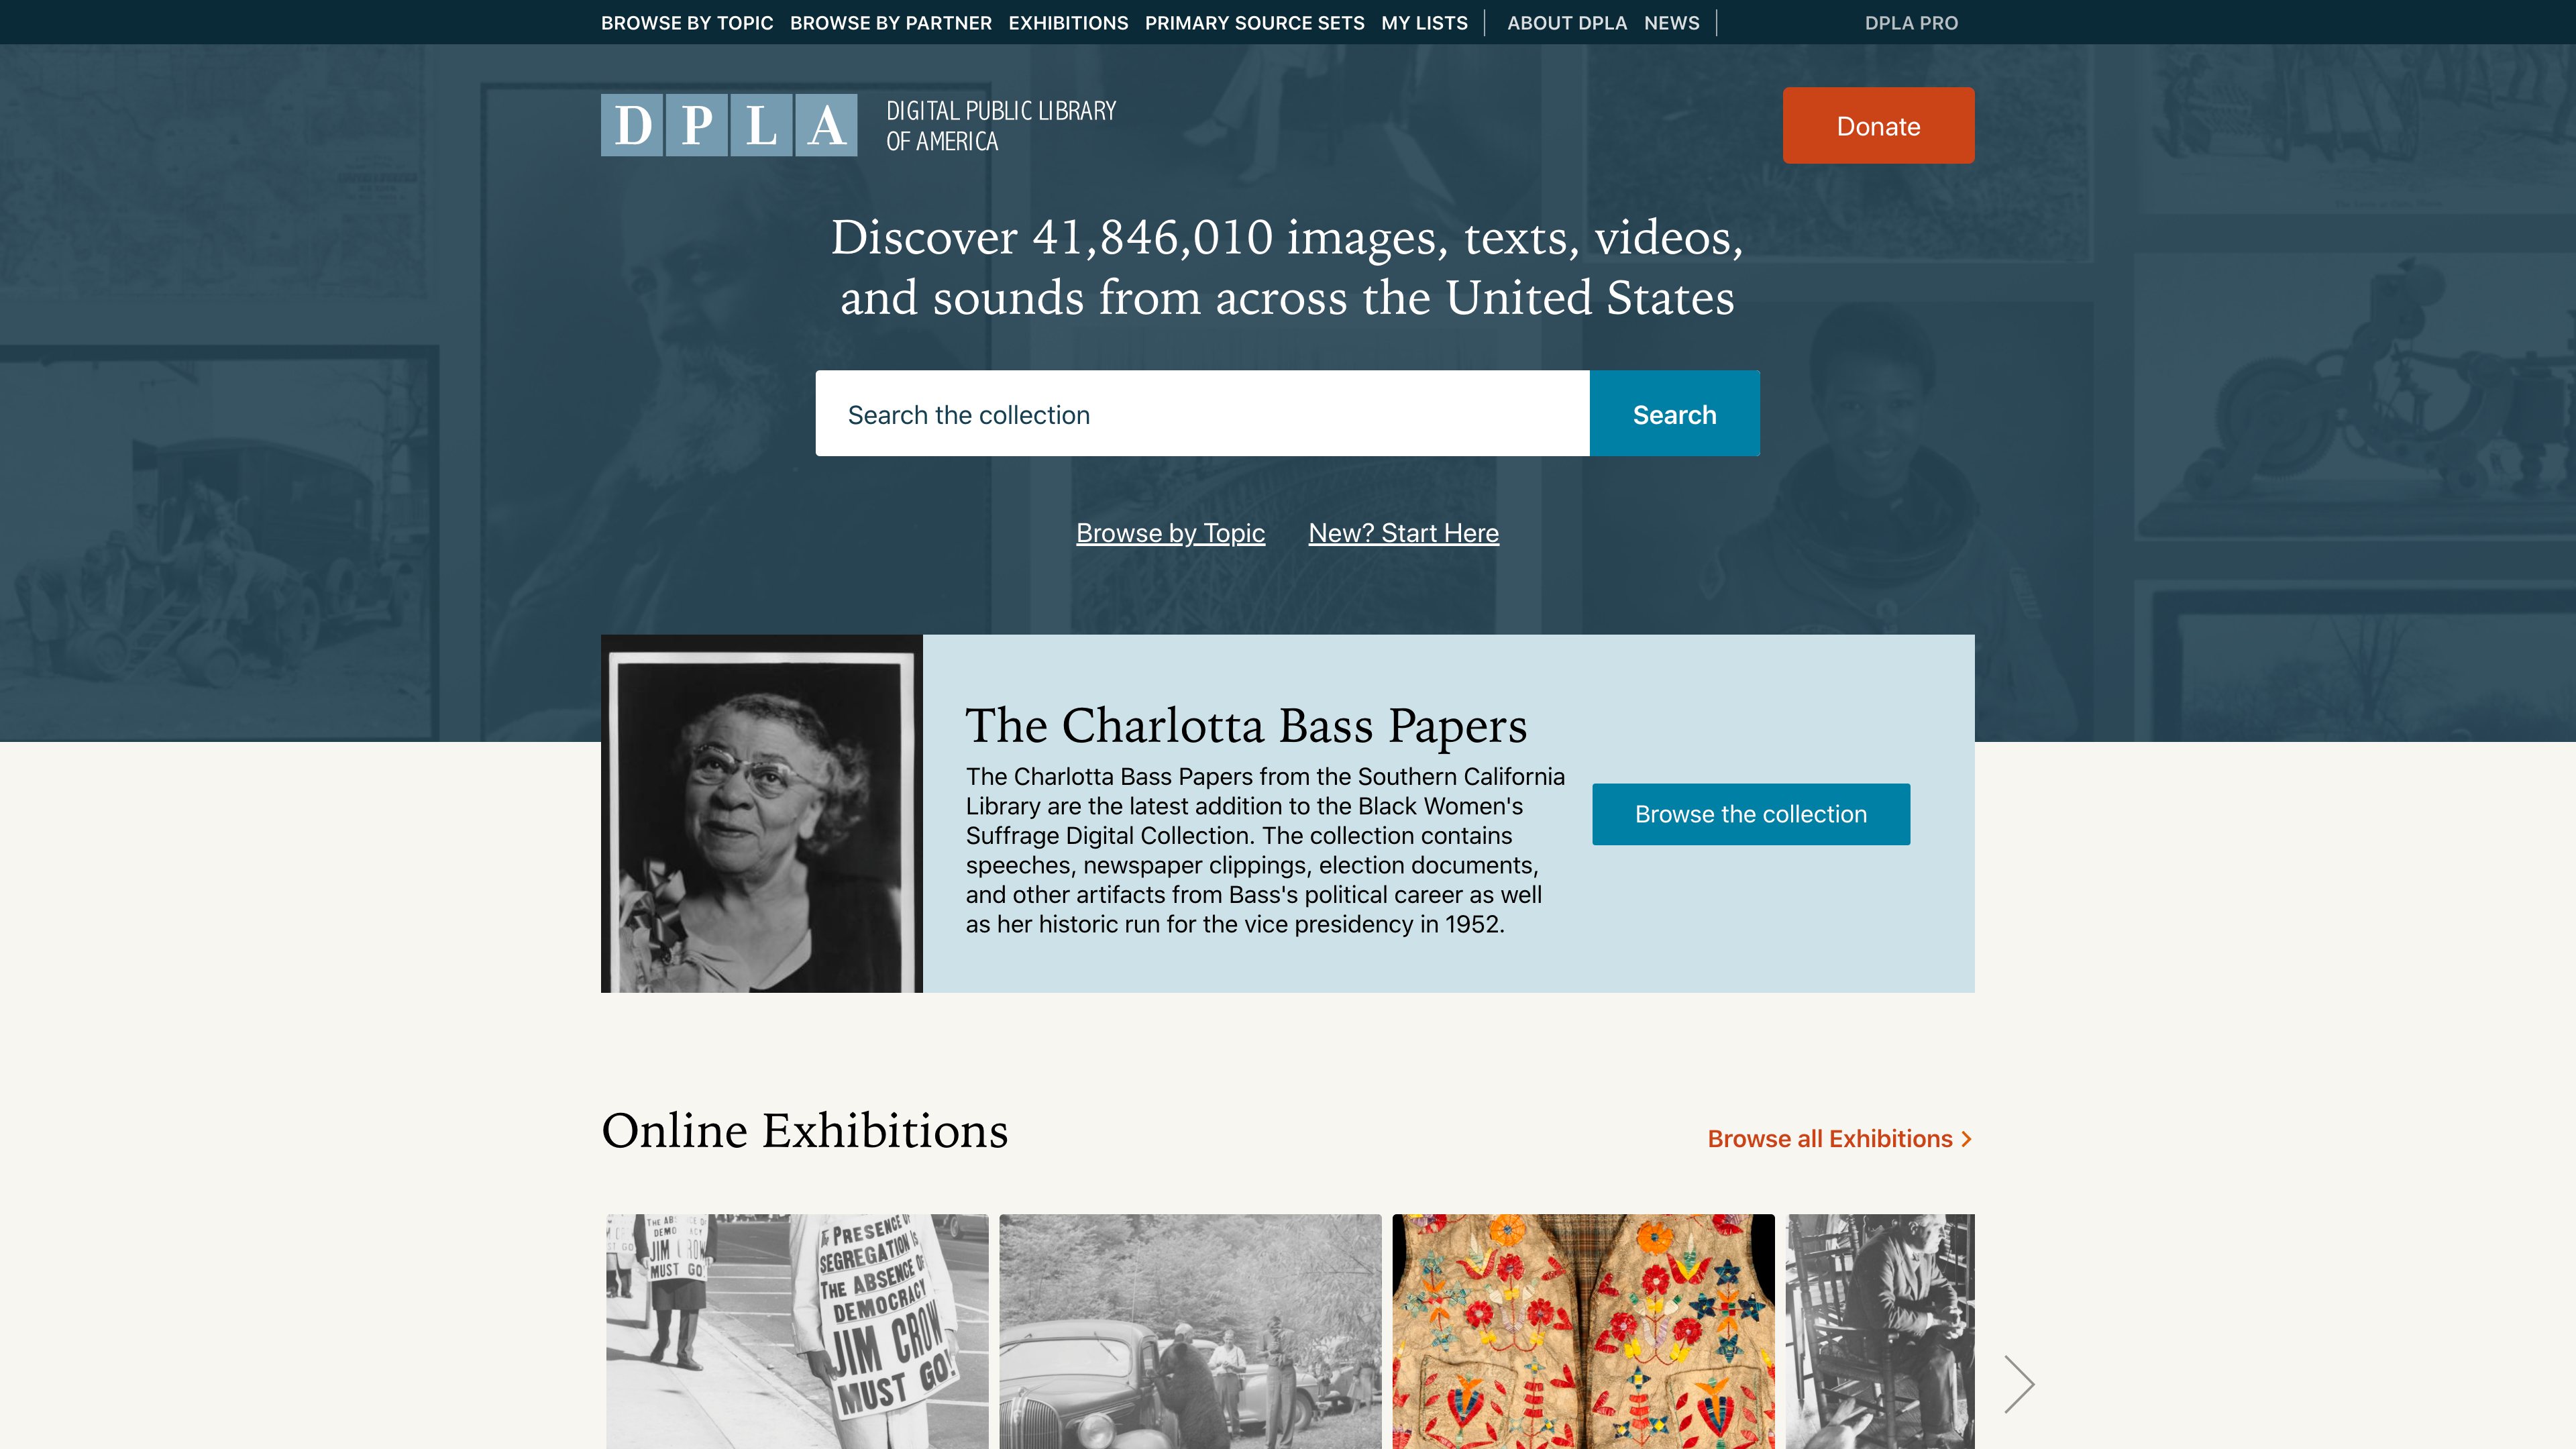 BROWSE BY TOPIC BROWSE BY PARTNER EXHIBITIONS PRIMARY SOURCE SETS MY LISTS ABOUT DPLA NEWS DPLA PRO
DPLA
DIGITAL PUBLIC LIBRARY
OF AMERICA
Donate
Discover 41,846,010 images, texts, videos,
and sounds from across the United States
Search the collection
Search
Browse by Topic New? Start Here
The Charlotta Bass Papers
The Charlotta Bass Papers from the Southern California
Library are the latest addition to the Black Women's
Suffrage Digital Collection. The collection contains
speeches, newspaper clippings, election documents,
and other artifacts from Bass's political career as well
as her historic run for the vice presidency in 1952.
Browse the collection
Online Exhibitions
Browse all Exhibitions >
JIM CROW
MUST GO
The PRESENCE OF
SEGREGATION IS
THE ABSENCE OF
DEMOCRACY
JIM CROW
MUST GO!